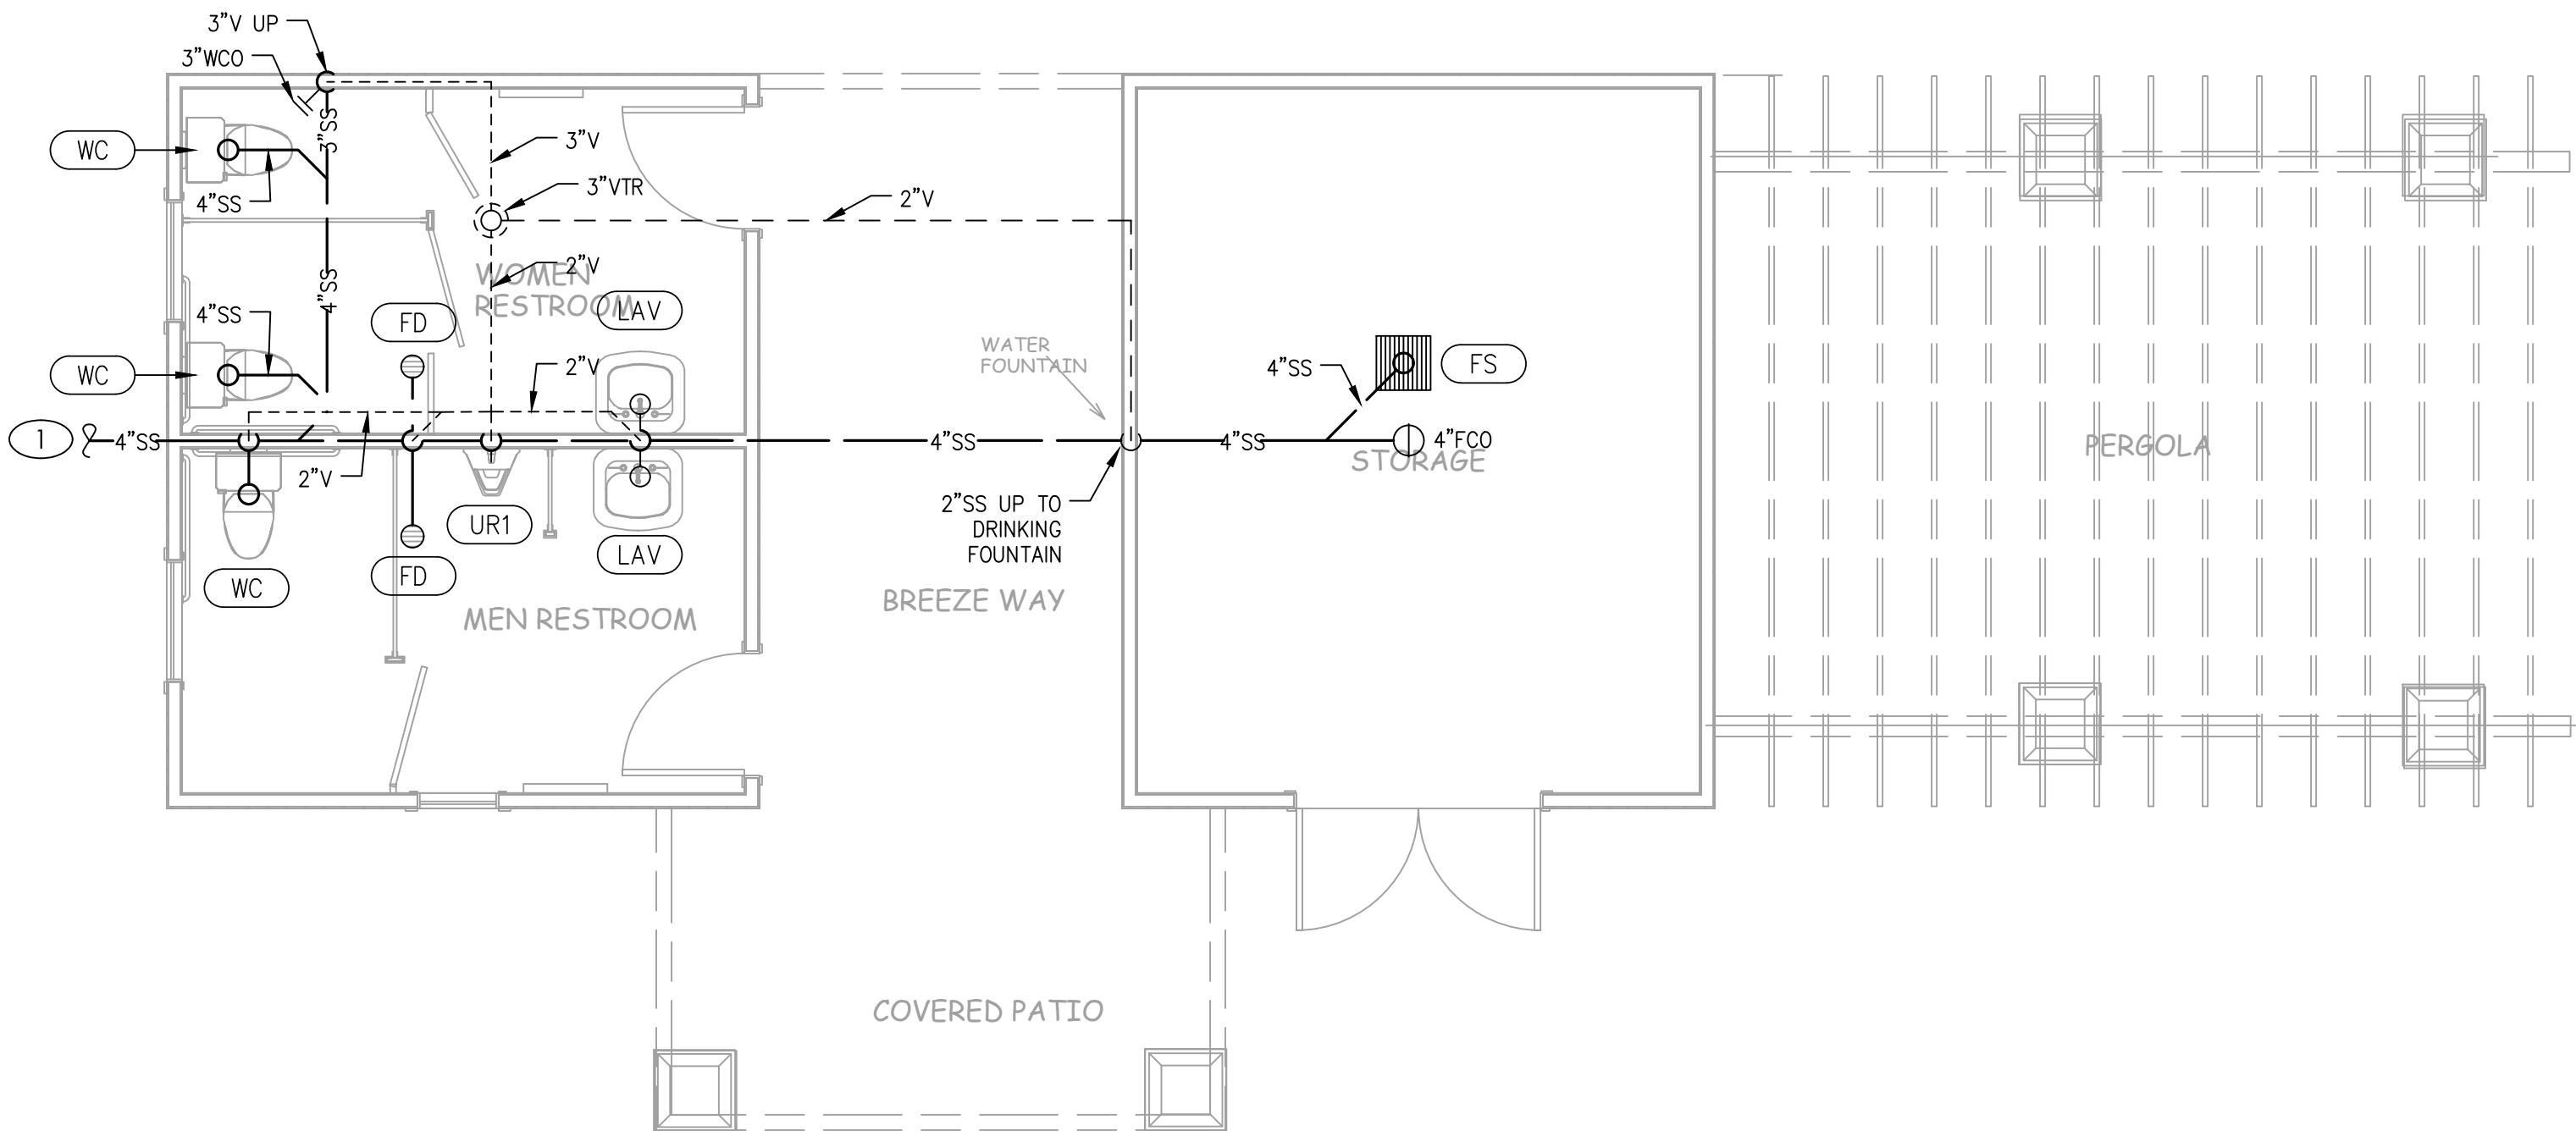 3"V UP
3"WCO
3"SS
WC
4"SS
3"V
3"VTR
2"V
4"SS
2"V
WOMEN
RESTROOM
4"SS
FD
LAV
WATER
FOUNTAIN
WC
2"V
4"SS
FS
1
4"SS
4"SS
4"SS
4"FCO
STORAGE
PERGOLA
2"V
2"SS UP TO
DRINKING
FOUNTAIN
UR1
LAV
WC
FD
MEN RESTROOM
BREEZE WAY
COVERED PATIO